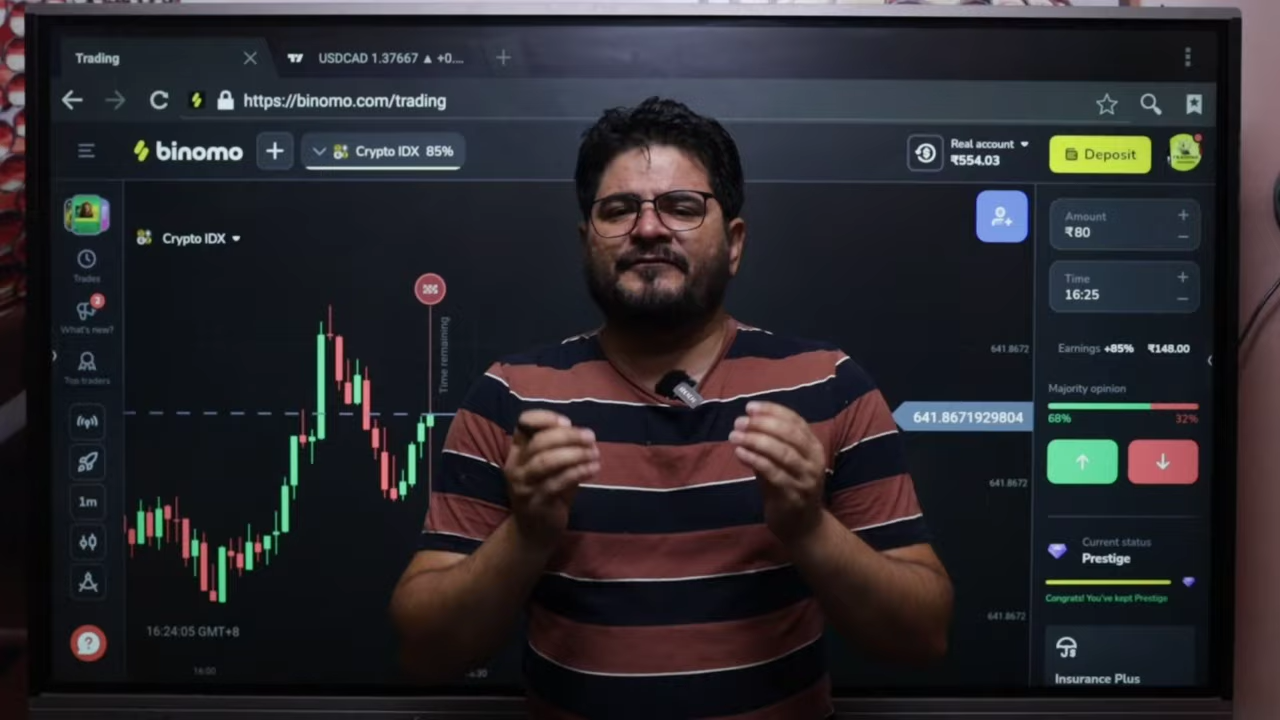 Trading
USDCAD 1.37667 ▲ +0....
https://binomo.com/trading
binomo
+
Crypto IDX 85%
Real account
₹554.03
Deposit
Crypto IDX
Trades
2
What's new?
Top traders
1m
Time remaining
16:24:05 GMT+8
16:00
641.8672
641.8671929804
641.8672
641.8672
Amount
₹80
+
−
Time
16:25
+
−
Earnings +85% ₹148.00
Majority opinion
68% 32%
Current status
Prestige
Congrats! You've kept Prestige
Insurance Plus